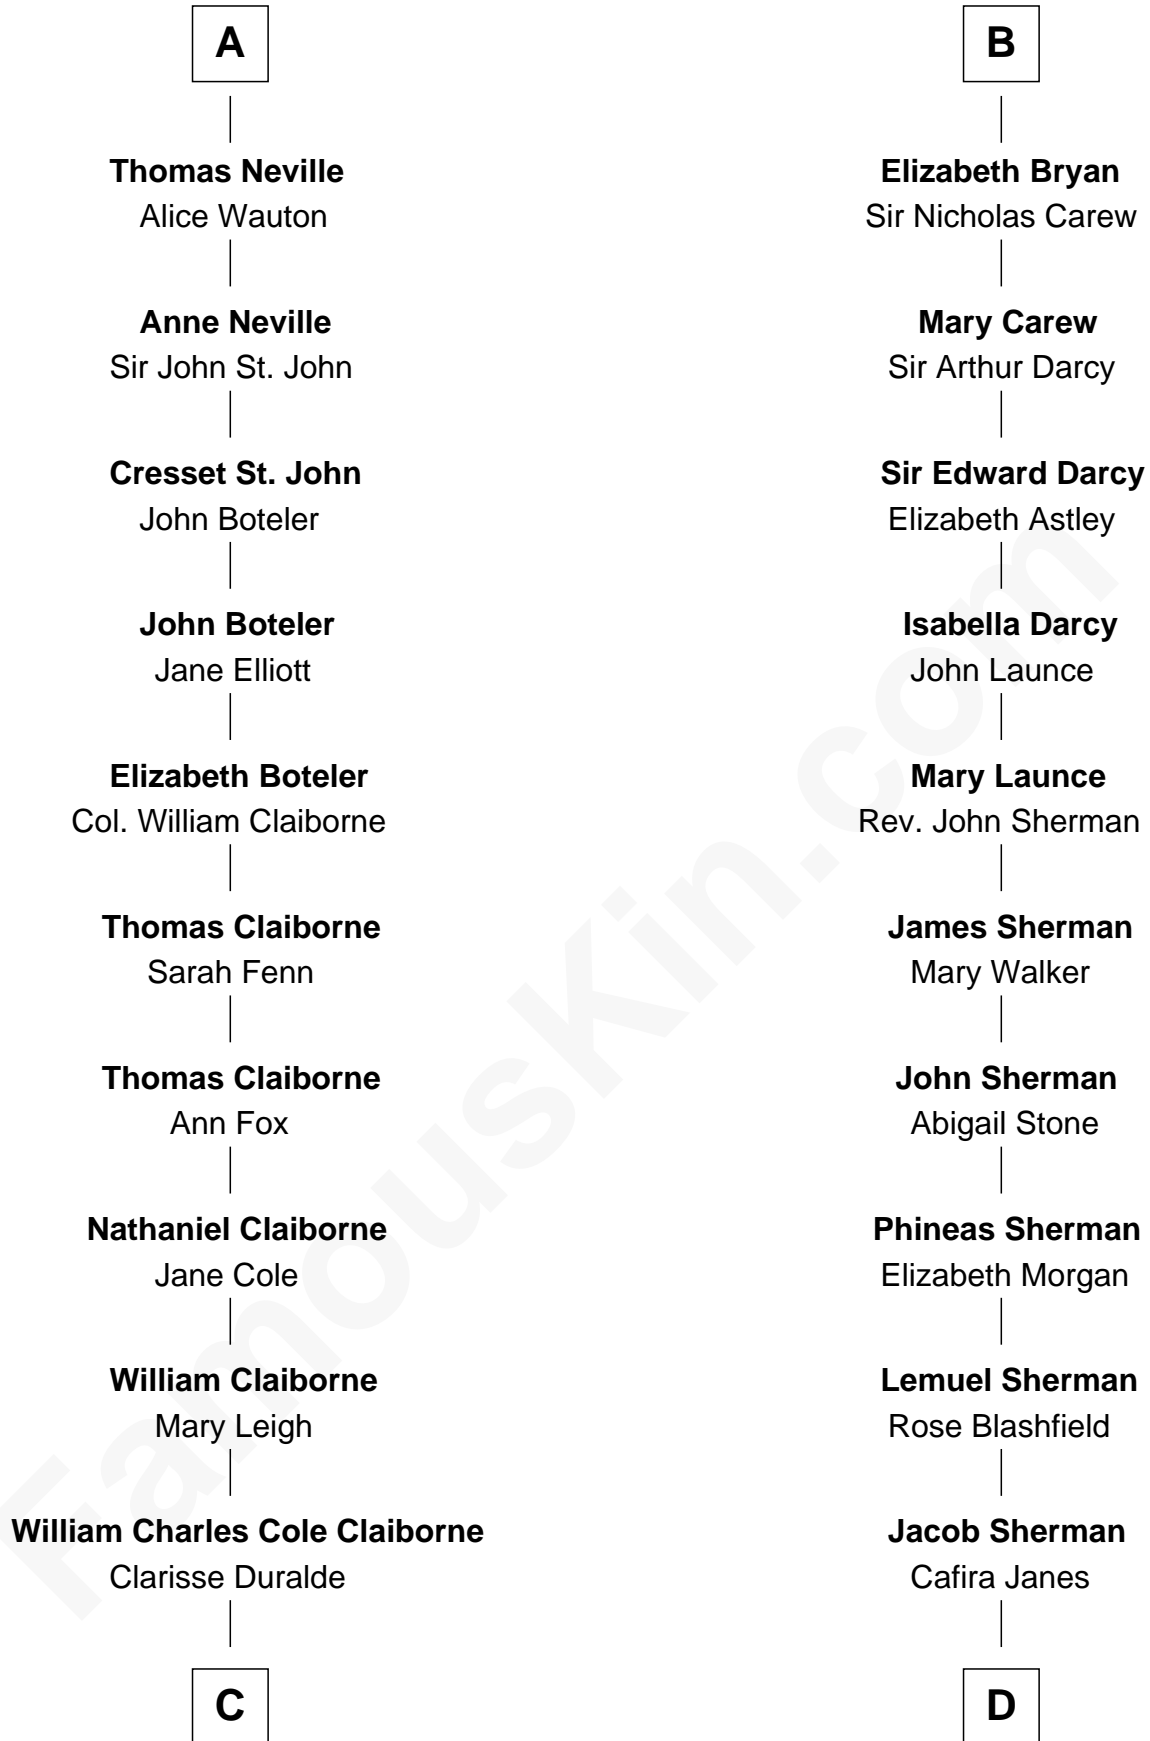 A
Thomas Neville
Alice Wauton
Anne Neville
Sir John St. John
Cresset St. John
John Boteler
John Boteler
Jane Elliott
Elizabeth Boteler
Col. William Claiborne
Thomas Claiborne
Sarah Fenn
Thomas Claiborne
Ann Fox
Nathaniel Claiborne
Jane Cole
William Claiborne
Mary Leigh
William Charles Cole Claiborne
Clarisse Duralde
C
B
Elizabeth Bryan
Sir Nicholas Carew
Mary Carew
Sir Arthur Darcy
Sir Edward Darcy
Elizabeth Astley
Isabella Darcy
John Launce
Mary Launce
Rev. John Sherman
James Sherman
Mary Walker
John Sherman
Abigail Stone
Phineas Sherman
Elizabeth Morgan
Lemuel Sherman
Rose Blashfield
Jacob Sherman
Cafira Janes
D
FamousKin.com